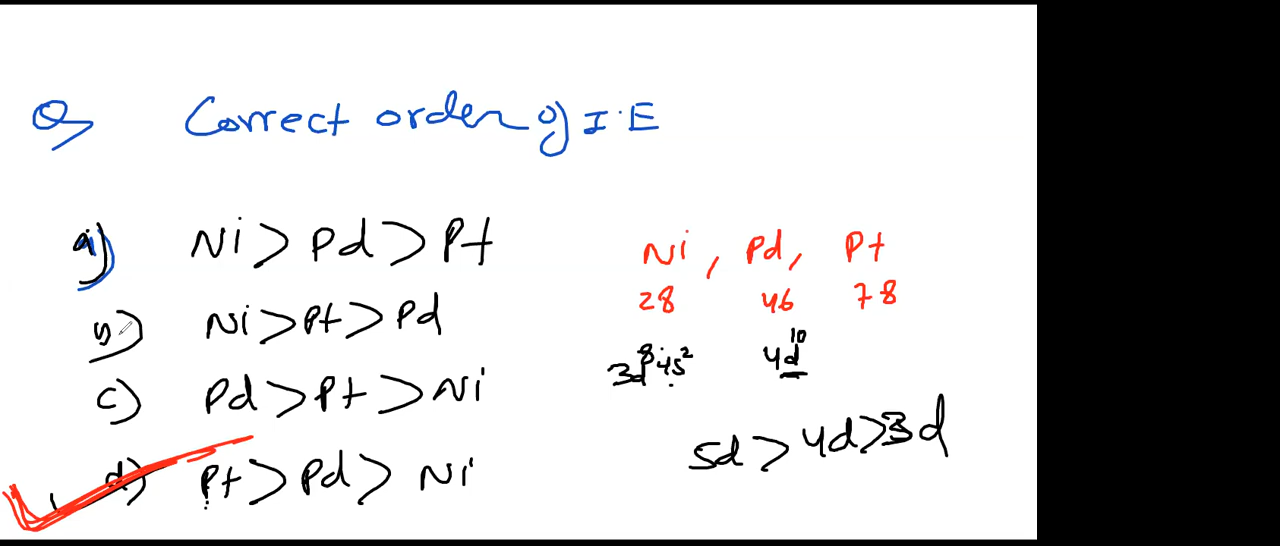 Q Correct order of I.E
a) Ni > Pd > Pt
b) Ni > Pt > Pd
c) Pd > Pt > Ni
d) Pt > Pd > Ni
Ni, Pd, Pt
28 46 78
3d⁸4s² 4d¹⁰
5d > 4d > 3d